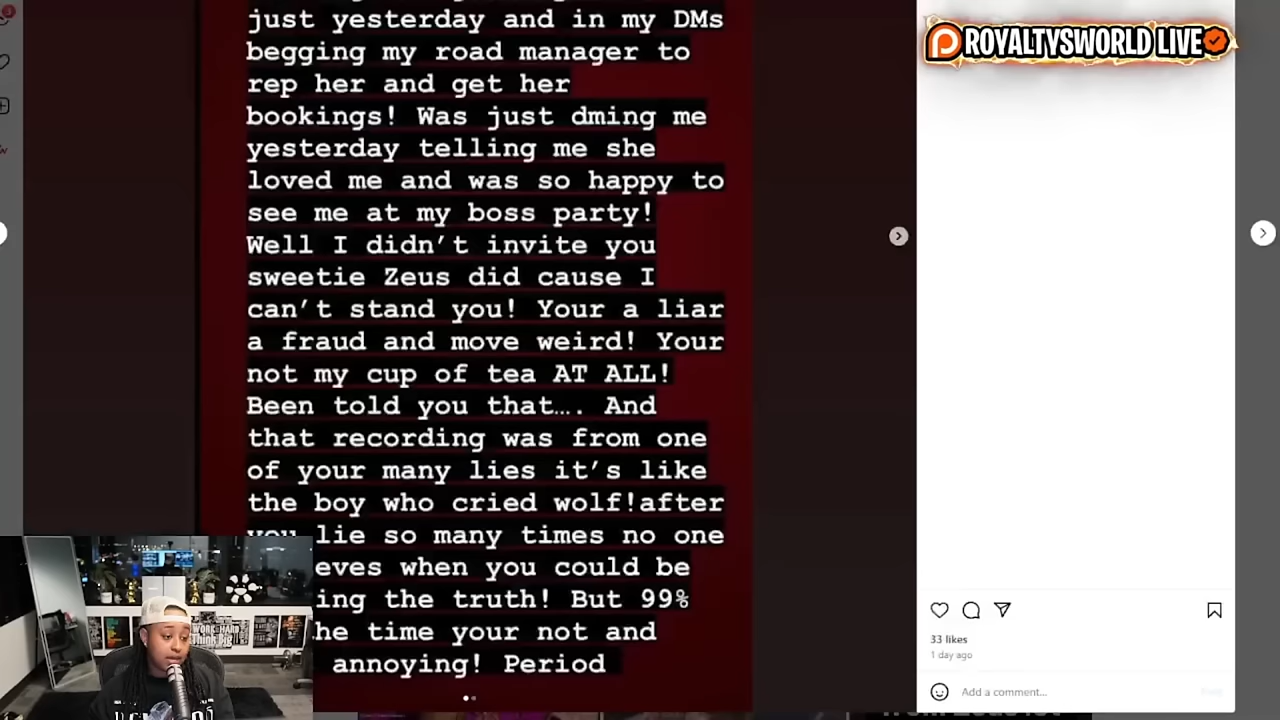 ROYALTYSWORLD LIVE
just yesterday and in my DMs
begging my road manager to
rep her and get her
bookings! Was just dming me
yesterday telling me she
loved me and was so happy to
see me at my boss party!
Well I didn’t invite you
sweetie Zeus did cause I
can’t stand you! Your a liar
a fraud and move weird! Your
not my cup of tea AT ALL!
Been told you that…. And
that recording was from one
of your many lies it’s like
the boy who cried wolf!after
you lie so many times no one
eves when you could be
ing the truth! But 99%
he time your not and
annoying! Period
33 likes
1 day ago
Add a comment...
WORK HARD
Think Big